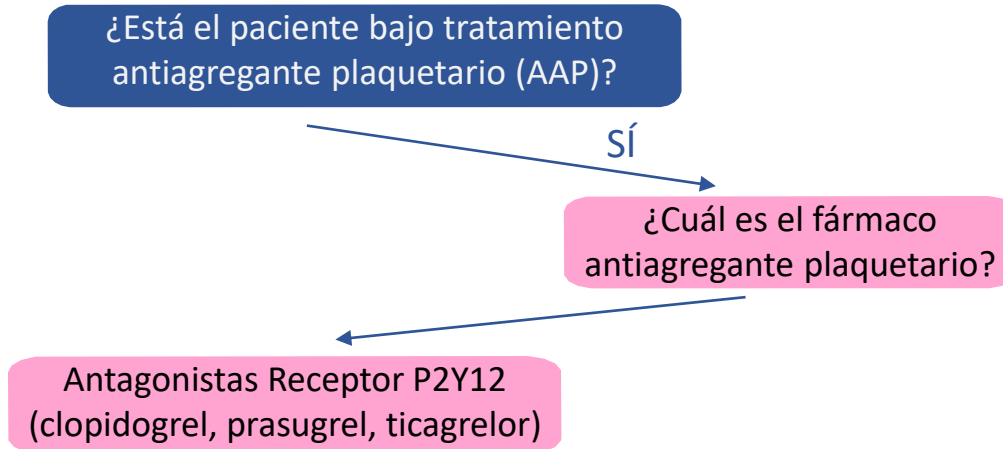 ¿Está el paciente bajo tratamiento
antiagregante plaquetario (AAP)?
SÍ
¿Cuál es el fármaco
antiagregante plaquetario?
Antagonistas Receptor P2Y12
(clopidogrel, prasugrel, ticagrelor)